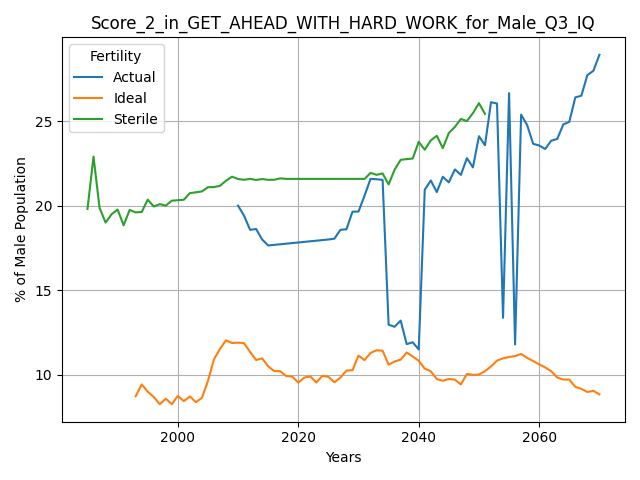 Score_2_in_GET_AHEAD_WITH_HARD_WORK_for_Male_Q3_IQ
Fertility
Actual
Ideal
Sterile
% of Male Population
25
20
15
10
2000
2020
2040
2060
Years